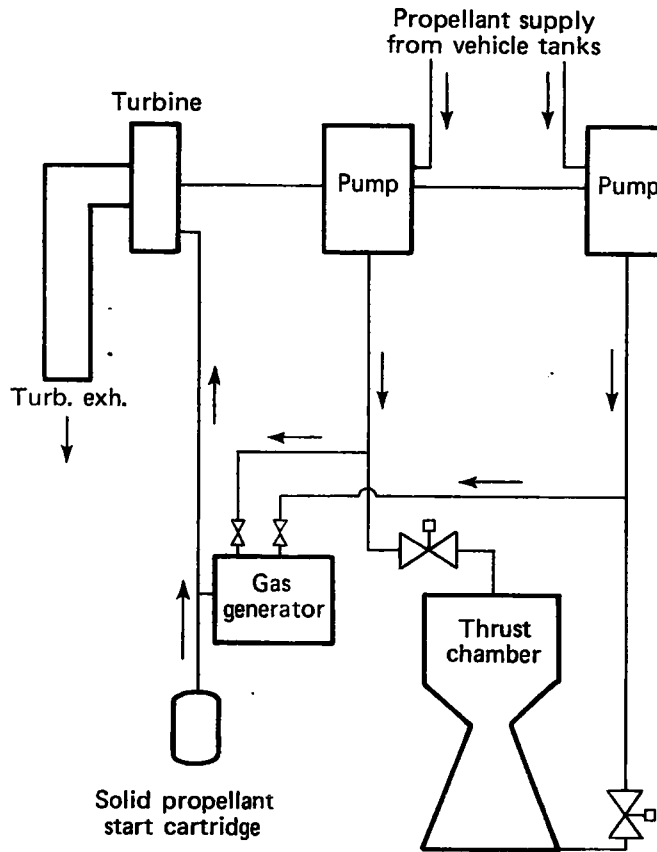 Propellant supply
from vehicle tanks
Turbine
Pump
Pump
Turb. exh.
Gas
generator
Thrust
chamber
Solid propellant
start cartridge